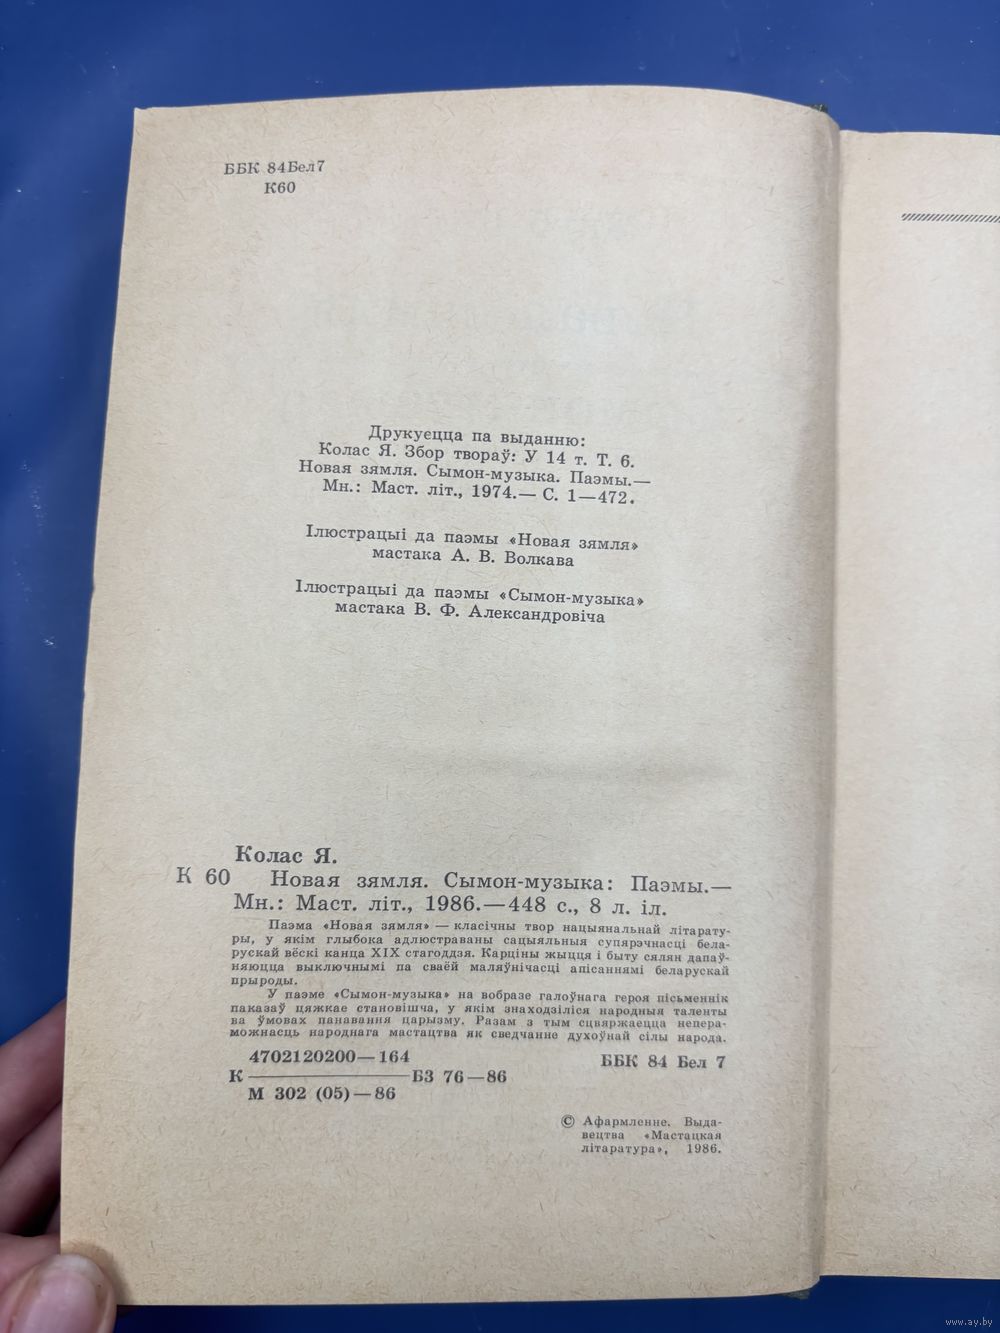 ББК 84Бел7
К60
Друкуецца па выданню:
Колас Я. Збор твораў: У 14 т. Т. 6.
Новая зямля. Сымон-музыка. Паэмы.—
Мн.: Маст. літ., 1974.— С. 1—472.
Ілюстрацыі да паэмы «Новая зямля»
мастака А. В. Волкава
Ілюстрацыі да паэмы «Сымон-музыка»
мастака В. Ф. Александровіча
Колас Я.
К 60 Новая зямля. Сымон-музыка: Паэмы.—
Мн.: Маст. літ., 1986.—448 с., 8 л. іл.
Паэма «Новая зямля» — класічны твор нацыянальнай літарату-
ры, у якім глыбока адлюстраваны сацыяльныя супярэчнасці бела-
рускай вёскі канца XIX стагоддзя. Карціны жыцця і быту сялян дапаў-
няюцца выключнымі па сваёй маляўнічасці апісаннямі беларускай
прыроды.
У паэме «Сымон-музыка» на вобразе галоўнага героя пісьменнік
паказаў цяжкае становішча, у якім знаходзіліся народныя таленты
ва ўмовах панавання царызму. Разам з тым сцвярджаецца непера-
можнасць народнага мастацтва як сведчанне духоўнай сілы народа.
4702120200—164
К ————— БЗ 76—86
М 302 (05)—86
ББК 84 Бел 7
© Афармленне. Выда-
вецтва «Мастацкая
літаратура», 1986.
www.ay.by